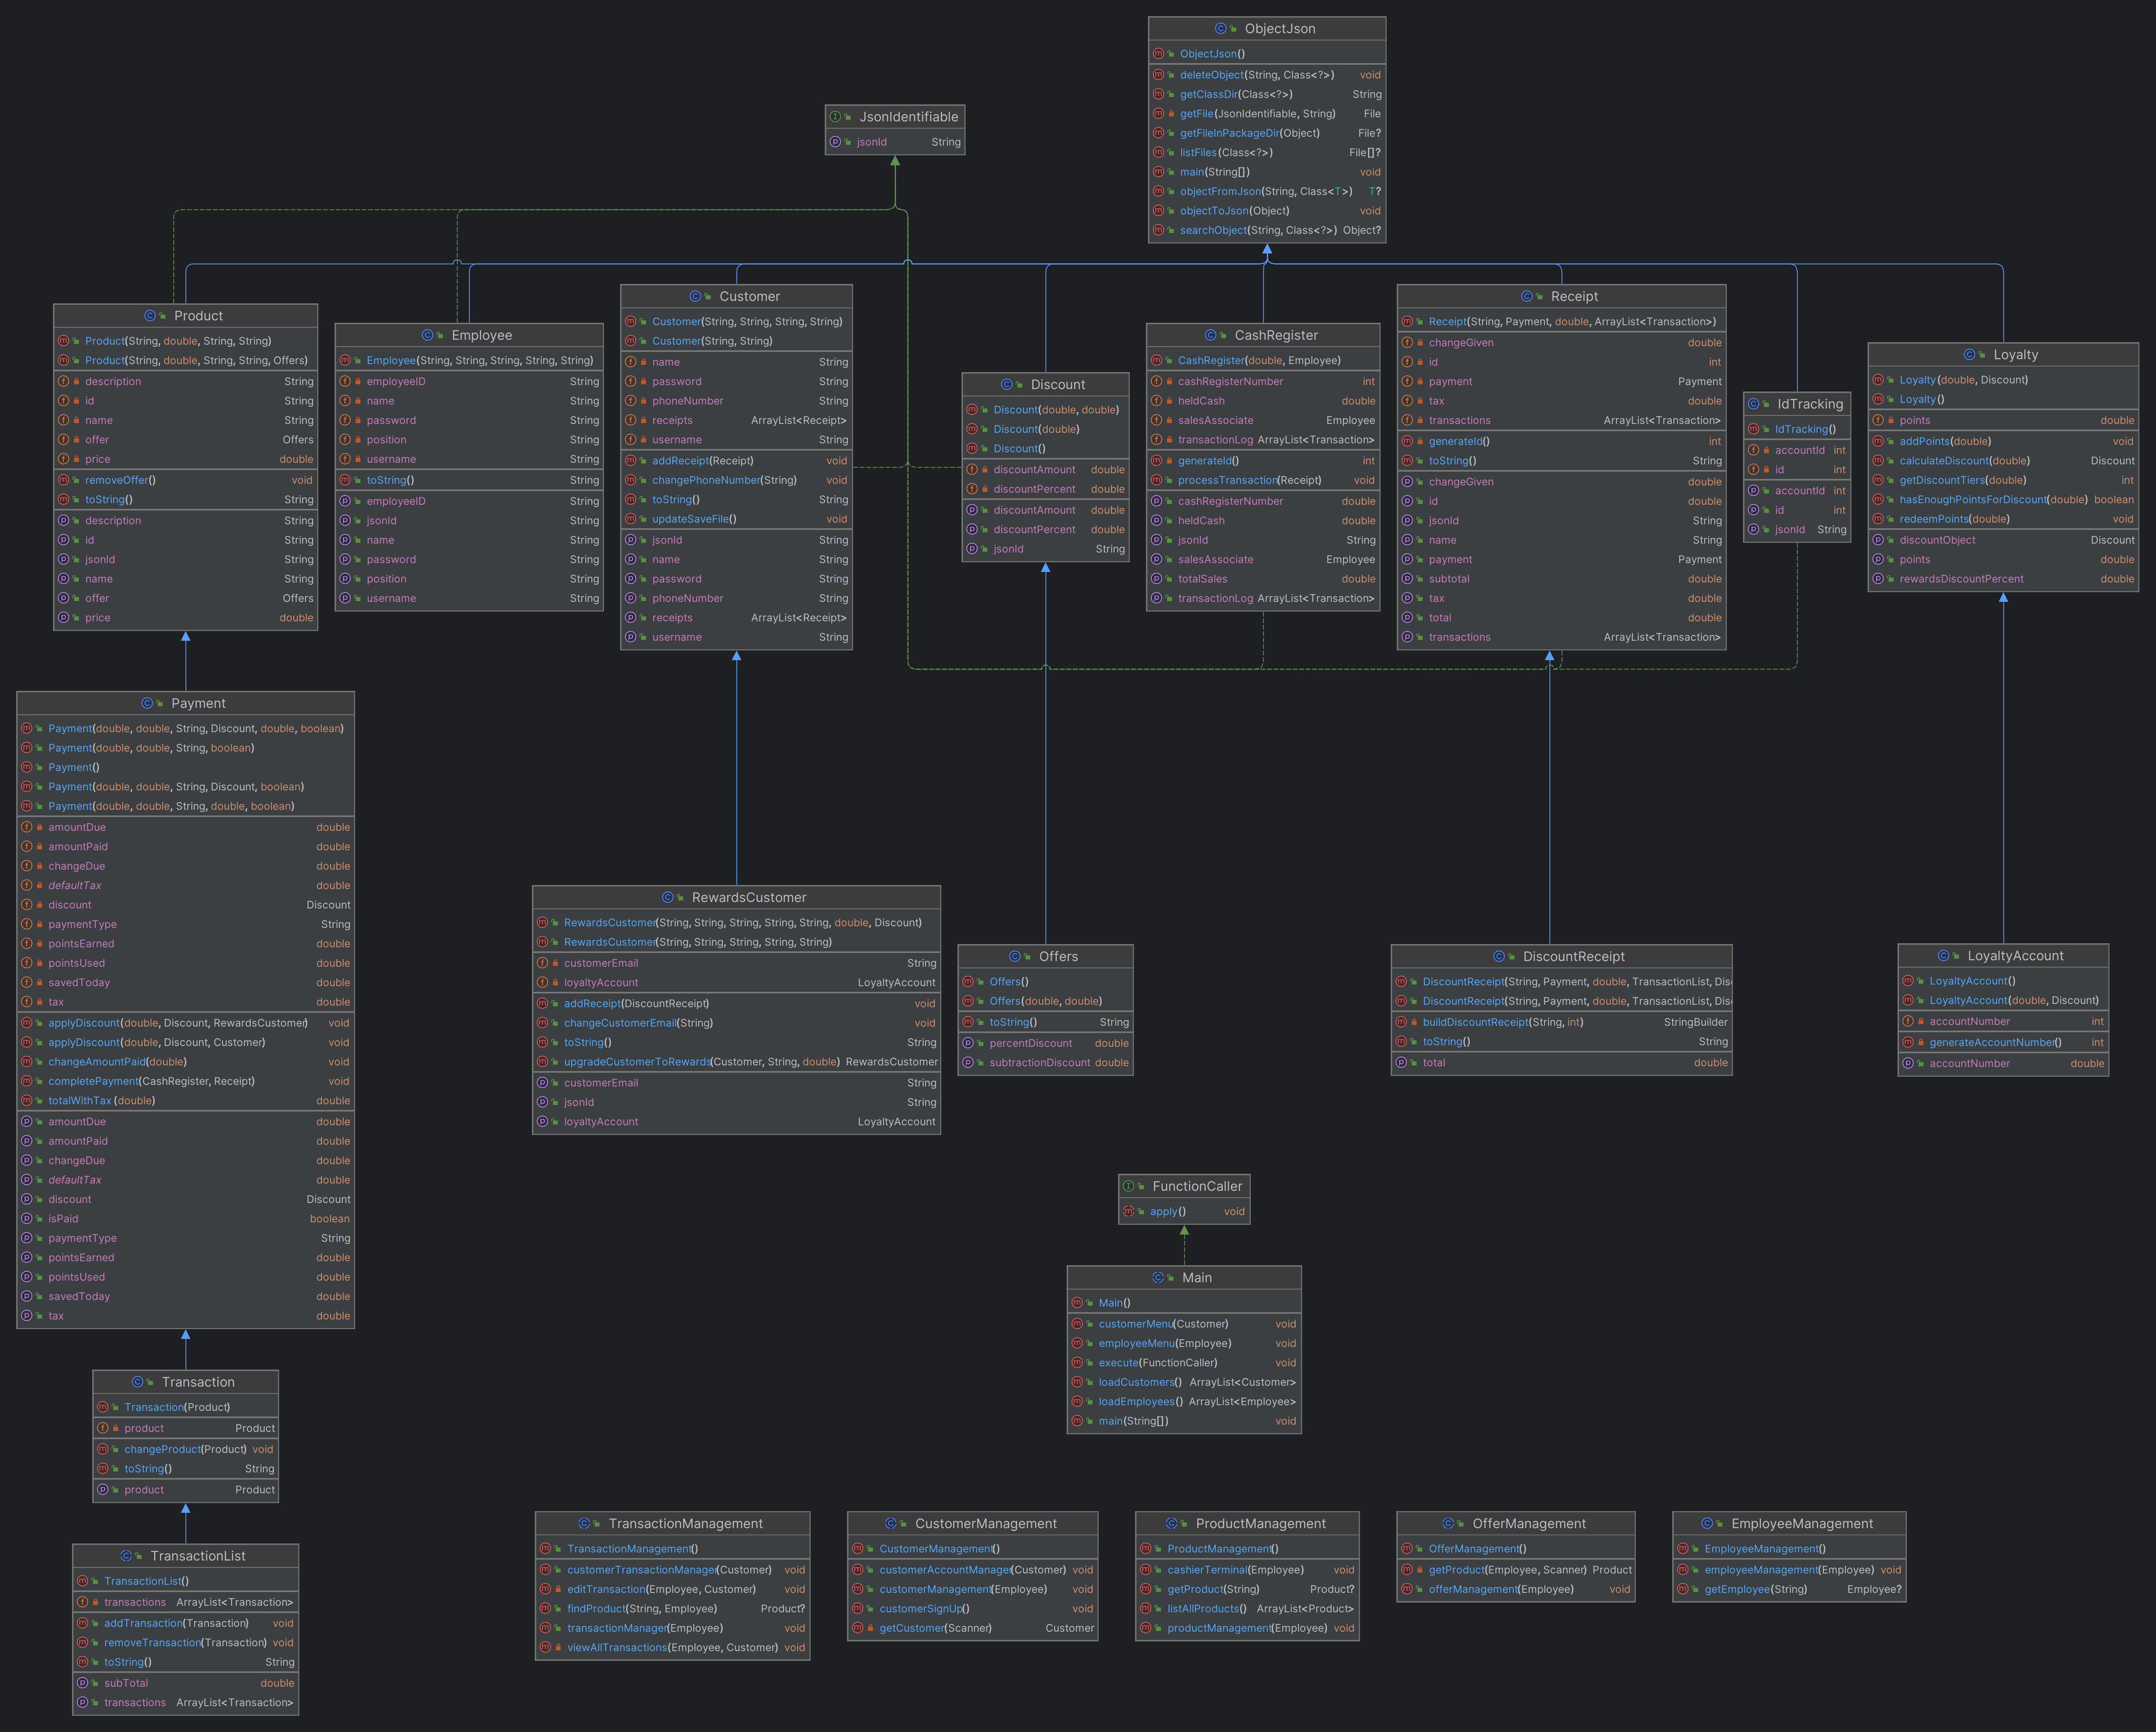 ObjectJson
ObjectJson()
deleteObject(String, Class<?>) void
getClassDir(Class<?>) String
getFile(JsonIdentifiable, String) File
getFileInPackageDir(Object) File?
listFiles(Class<?>) File[]?
main(String[]) void
objectFromJson(String, Class<T>) T?
objectToJson(Object) void
searchObject(String, Class<?>) Object?
JsonIdentifiable
jsonId String
Product
Product(String, double, String, String)
Product(String, double, String, String, Offers)
description String
id String
name String
offer Offers
price double
removeOffer() void
toString() String
description String
id String
jsonId String
name String
offer Offers
price double
Employee
Employee(String, String, String, String, String)
employeeID String
name String
password String
position String
username String
toString() String
employeeID String
jsonId String
name String
password String
position String
username String
Customer
Customer(String, String, String, String)
Customer(String, String)
name String
password String
phoneNumber String
receipts ArrayList<Receipt>
username String
addReceipt(Receipt) void
changePhoneNumber(String) void
toString() String
updateSaveFile() void
jsonId String
name String
password String
phoneNumber String
receipts ArrayList<Receipt>
username String
Discount
Discount(double, double)
Discount(double)
Discount()
discountAmount double
discountPercent double
discountAmount double
discountPercent double
jsonId String
CashRegister
CashRegister(double, Employee)
cashRegisterNumber int
heldCash double
salesAssociate Employee
transactionLog ArrayList<Transaction>
generateId() int
processTransaction(Receipt) void
cashRegisterNumber double
heldCash double
jsonId String
salesAssociate Employee
totalSales double
transactionLog ArrayList<Transaction>
Receipt
Receipt(String, Payment, double, ArrayList<Transaction>)
changeGiven double
id int
payment Payment
tax double
transactions ArrayList<Transaction>
generateId() int
toString() String
changeGiven double
id double
jsonId String
name String
payment Payment
subtotal double
tax double
total double
transactions ArrayList<Transaction>
IdTracking
IdTracking()
accountId int
id int
accountId int
id int
jsonId String
Loyalty
Loyalty(double, Discount)
Loyalty()
points double
addPoints(double) void
calculateDiscount(double) Discount
getDiscountTiers(double) int
hasEnoughPointsForDiscount(double) boolean
redeemPoints(double) void
discountObject Discount
points double
rewardsDiscountPercent double
Payment
Payment(double, double, String, Discount, double, boolean)
Payment(double, double, String, boolean)
Payment()
Payment(double, double, String, Discount, boolean)
Payment(double, double, String, double, boolean)
amountDue double
amountPaid double
changeDue double
defaultTax double
discount Discount
paymentType String
pointsEarned double
pointsUsed double
savedToday double
tax double
applyDiscount(double, Discount, RewardsCustomer) void
applyDiscount(double, Discount, Customer) void
changeAmountPaid(double) void
completePayment(CashRegister, Receipt) void
totalWithTax(double) double
amountDue double
amountPaid double
changeDue double
defaultTax double
discount Discount
isPaid boolean
paymentType String
pointsEarned double
pointsUsed double
savedToday double
tax double
RewardsCustomer
RewardsCustomer(String, String, String, String, String, double, Discount)
RewardsCustomer(String, String, String, String, String)
customerEmail String
loyaltyAccount LoyaltyAccount
addReceipt(DiscountReceipt) void
changeCustomerEmail(String) void
toString() String
upgradeCustomerToRewards(Customer, String, double) RewardsCustomer
customerEmail String
jsonId String
loyaltyAccount LoyaltyAccount
Offers
Offers()
Offers(double, double)
toString() String
percentDiscount double
subtractionDiscount double
DiscountReceipt
DiscountReceipt(String, Payment, double, TransactionList, Dis
DiscountReceipt(String, Payment, double, TransactionList, Dis
buildDiscountReceipt(String, int) StringBuilder
toString() String
total double
LoyaltyAccount
LoyaltyAccount()
LoyaltyAccount(double, Discount)
accountNumber int
generateAccountNumber() int
accountNumber double
FunctionCaller
apply() void
Main
Main()
customerMenu(Customer) void
employeeMenu(Employee) void
execute(FunctionCaller) void
loadCustomers() ArrayList<Customer>
loadEmployees() ArrayList<Employee>
main(String[]) void
Transaction
Transaction(Product)
product Product
changeProduct(Product) void
toString() String
product Product
TransactionList
TransactionList()
transactions ArrayList<Transaction>
addTransaction(Transaction) void
removeTransaction(Transaction) void
toString() String
subTotal double
transactions ArrayList<Transaction>
TransactionManagement
TransactionManagement()
customerTransactionManager(Customer) void
editTransaction(Employee, Customer) void
findProduct(String, Employee) Product?
transactionManager(Employee) void
viewAllTransactions(Employee, Customer) void
CustomerManagement
CustomerManagement()
customerAccountManager(Customer) void
customerManagement(Employee) void
customerSignUp() void
getCustomer(Scanner) Customer
ProductManagement
ProductManagement()
cashierTerminal(Employee) void
getProduct(String) Product?
listAllProducts() ArrayList<Product>
productManagement(Employee) void
OfferManagement
OfferManagement()
getProduct(Employee, Scanner) Product
offerManagement(Employee) void
EmployeeManagement
EmployeeManagement()
employeeManagement(Employee) void
getEmployee(String) Employee?